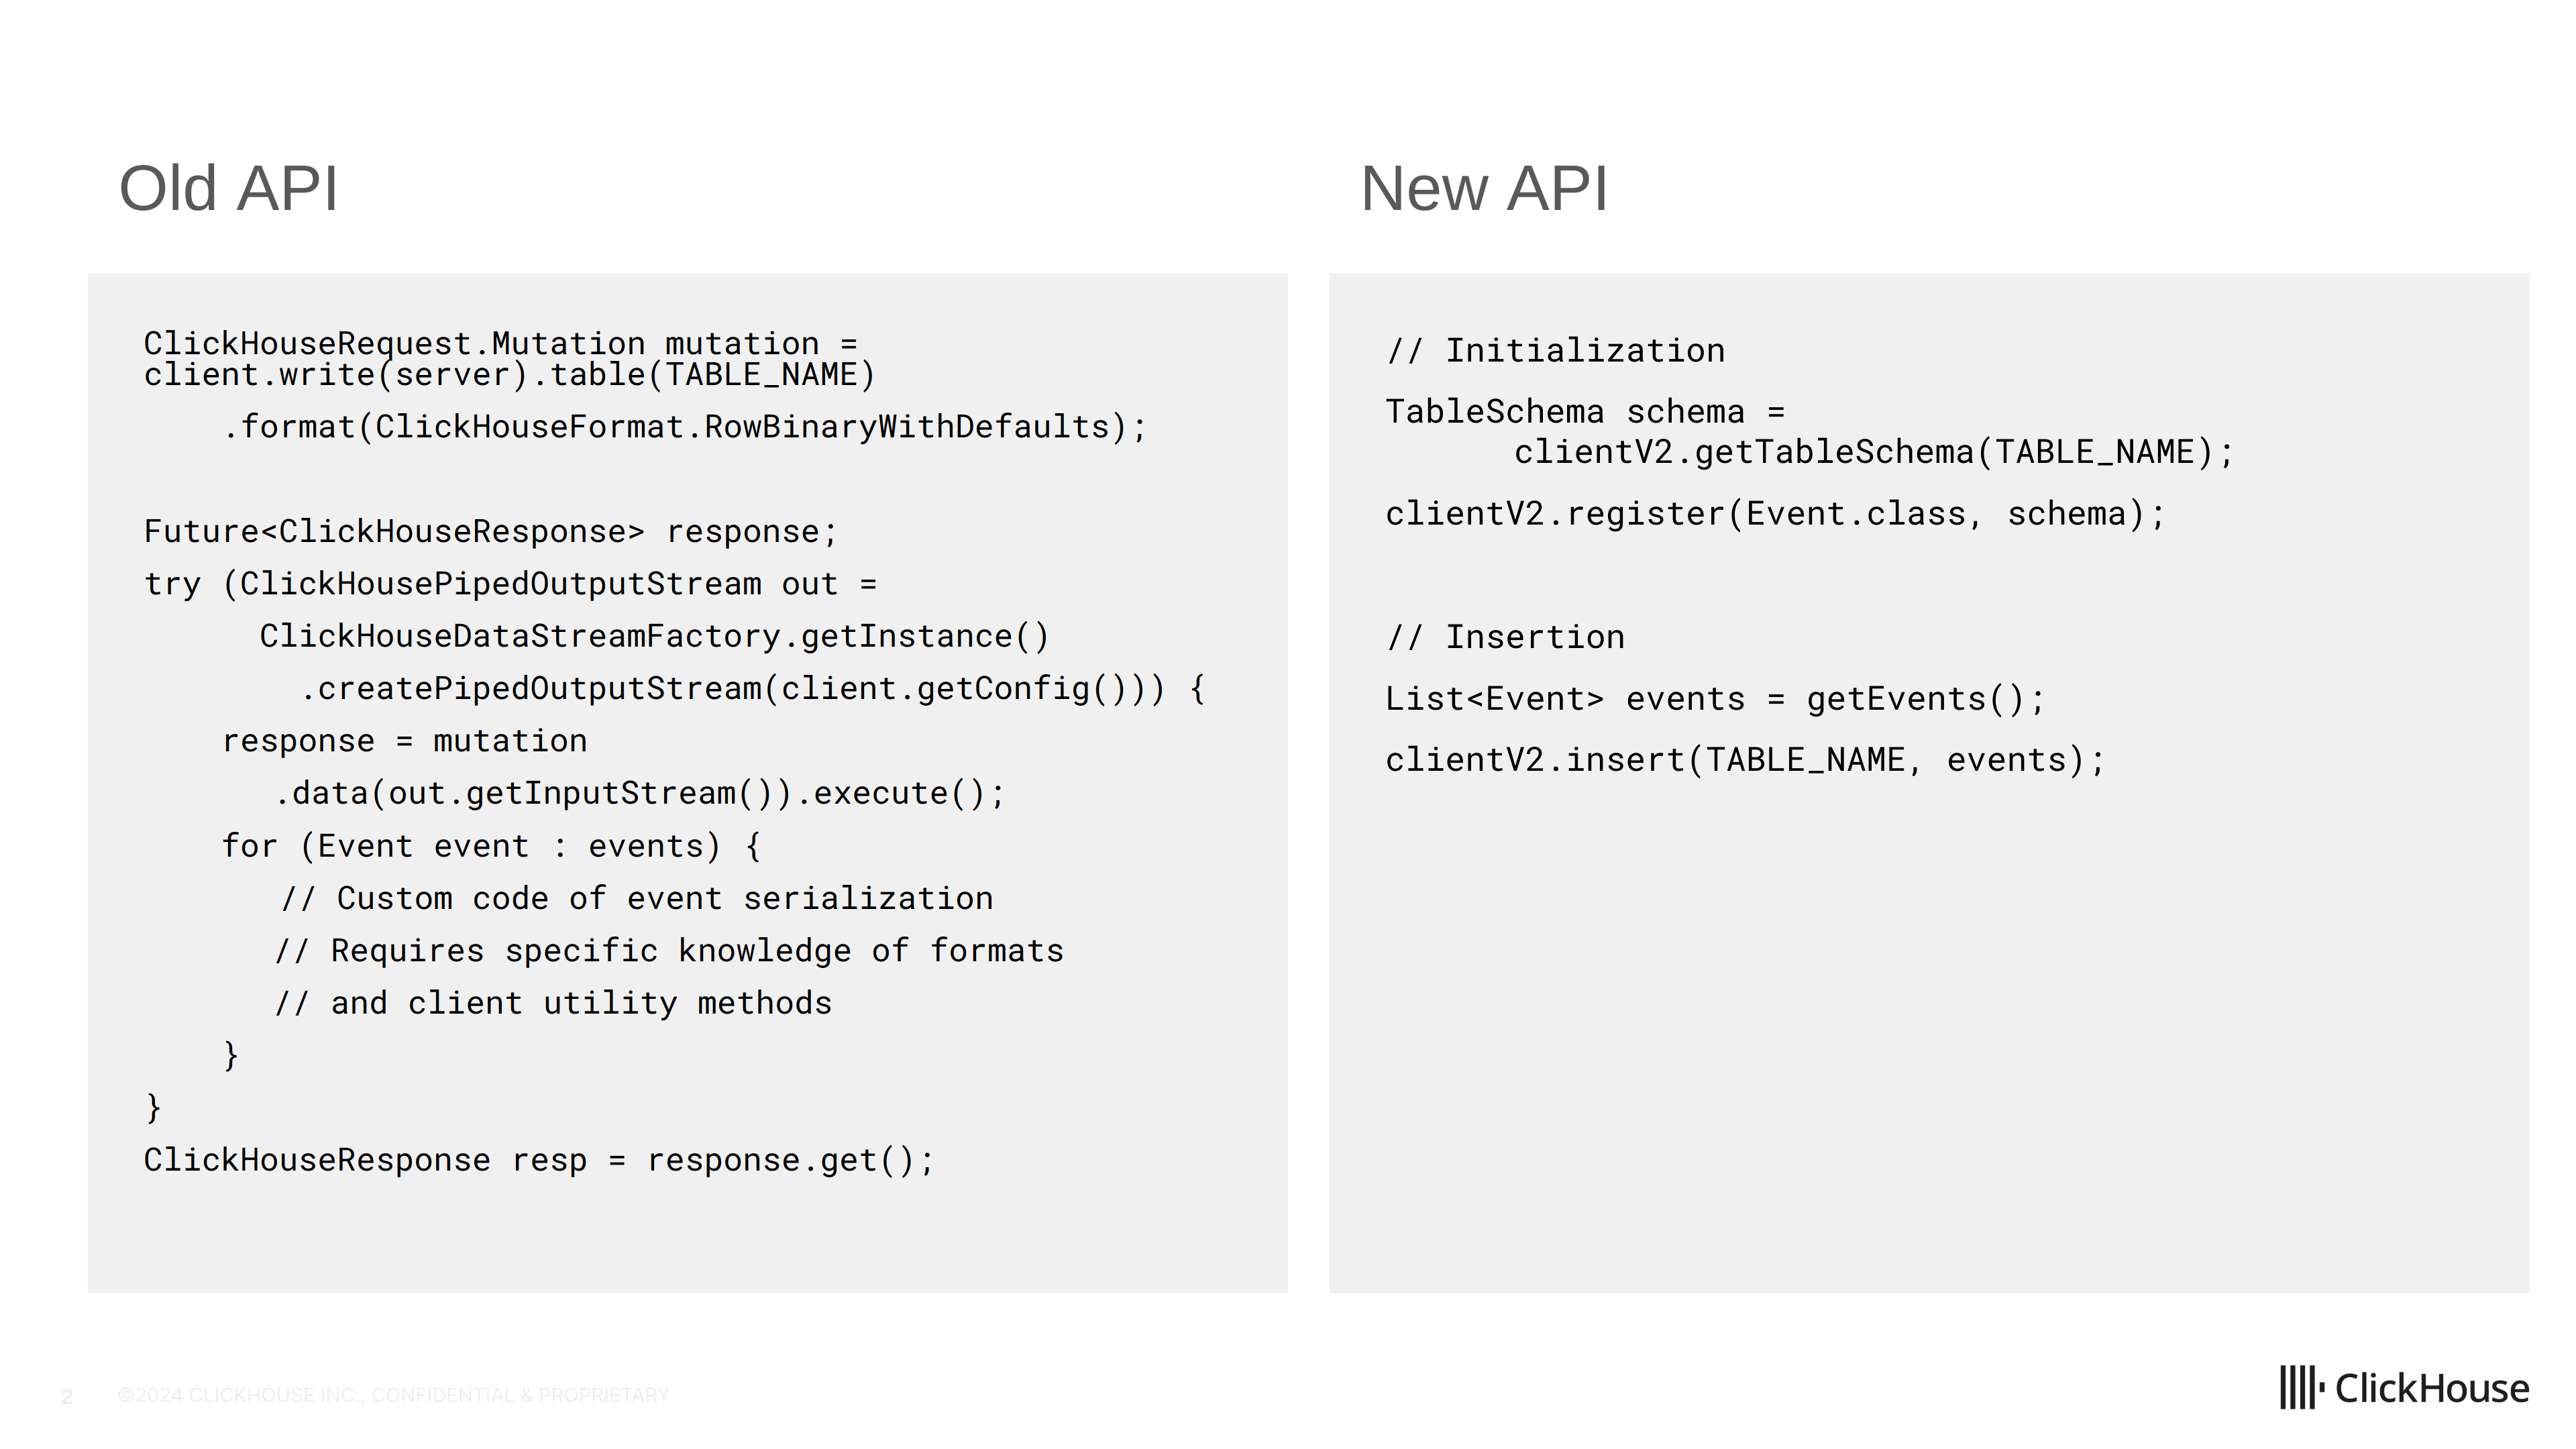 Old API
ClickHouseRequest.Mutation mutation =
client.write(server).table(TABLE_NAME)
    .format(ClickHouseFormat.RowBinaryWithDefaults);
Future<ClickHouseResponse> response;
try (ClickHousePipedOutputStream out =
      ClickHouseDataStreamFactory.getInstance()
        .createPipedOutputStream(client.getConfig())) {
    response = mutation
       .data(out.getInputStream()).execute();
    for (Event event : events) {
       // Custom code of event serialization
       // Requires specific knowledge of formats
       // and client utility methods
    }
}
ClickHouseResponse resp = response.get();
New API
// Initialization
TableSchema schema =
      clientV2.getTableSchema(TABLE_NAME);
clientV2.register(Event.class, schema);
// Insertion
List<Event> events = getEvents();
clientV2.insert(TABLE_NAME, events);
2
©2024 CLICKHOUSE INC., CONFIDENTIAL & PROPRIETARY
ClickHouse